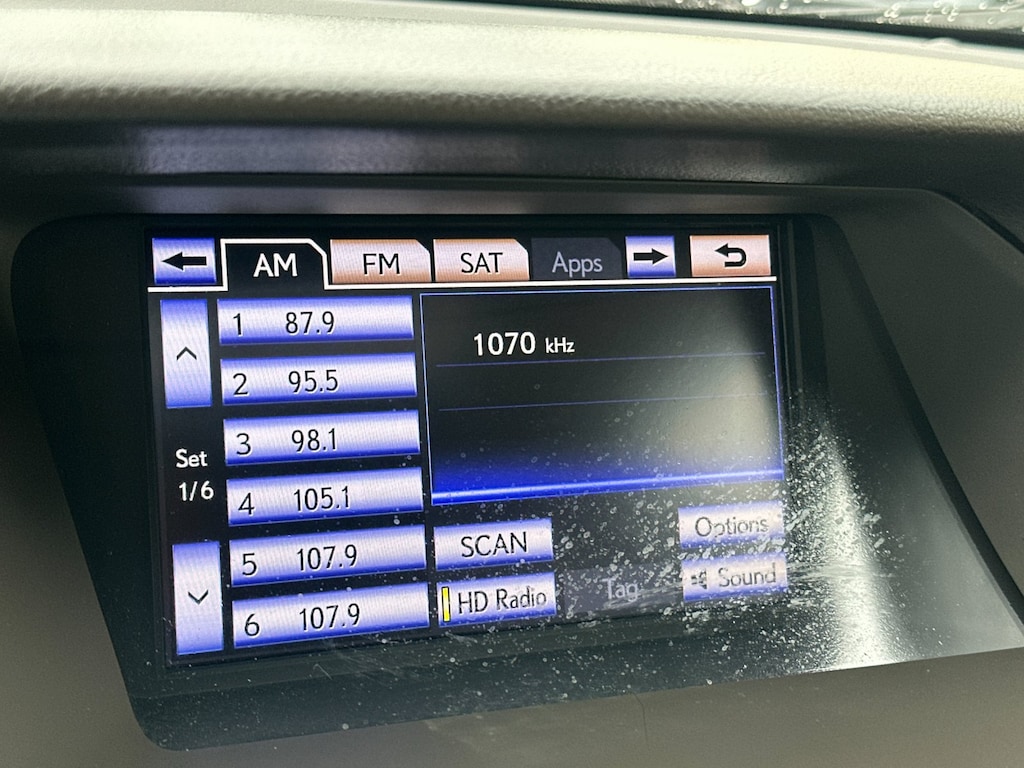 AM FM SAT Apps
1 87.9
2 95.5
3 98.1
4 105.1
5 107.9
6 107.9
Set
1/6
1070 kHz
SCAN
HD Radio
Tag
Options
Sound